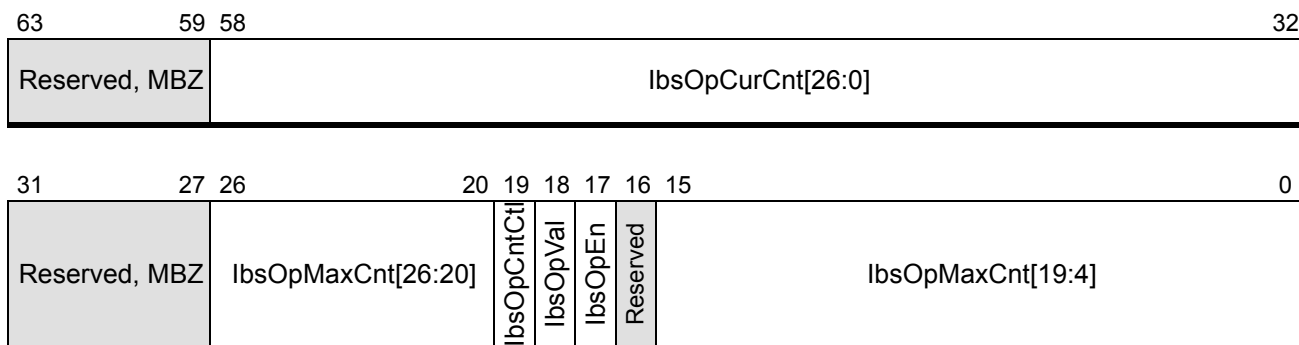 63 59 58 32
Reserved, MBZ IbsOpCurCnt[26:0]
31 27 26 20 19 18 17 16 15 0
Reserved, MBZ IbsOpMaxCnt[26:20] IbsOpCntCtl IbsOpVal IbsOpEn Reserved IbsOpMaxCnt[19:4]